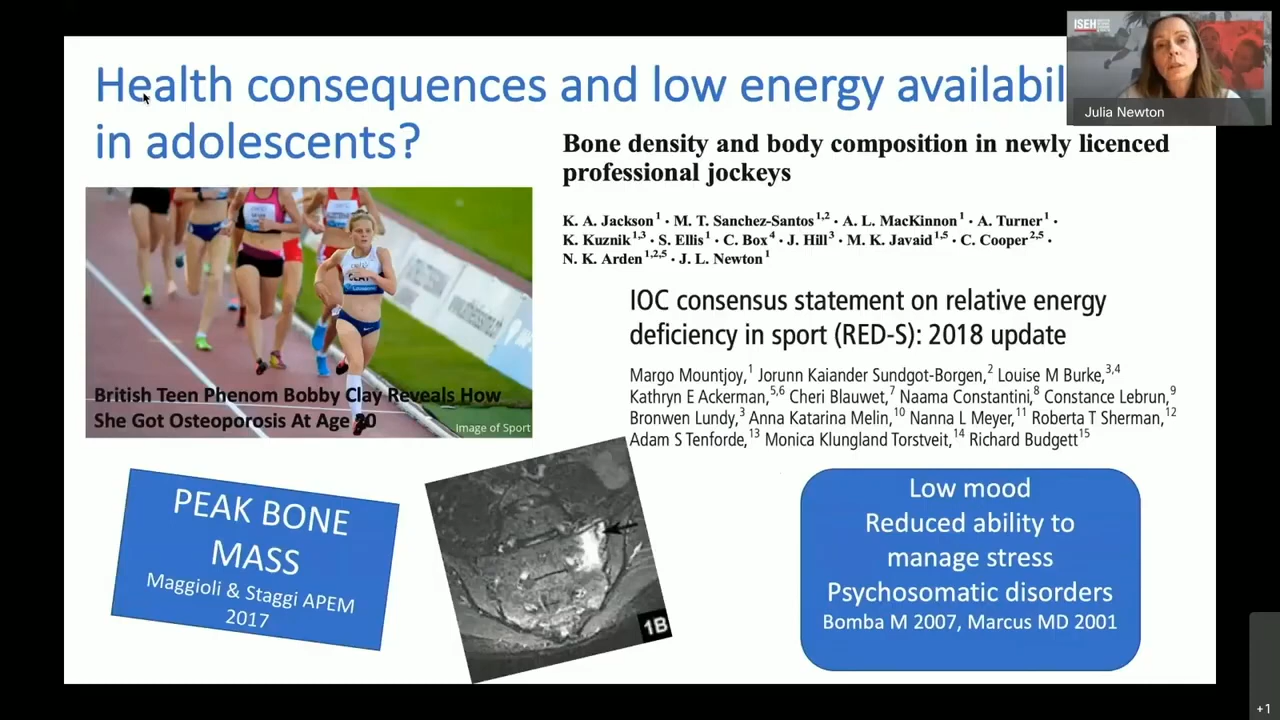 Health consequences and low energy availabil
in adolescents?
ISEH
Julia Newton
Bone density and body composition in newly licenced
professional jockeys
K. A. Jackson1 · M. T. Sanchez-Santos1,2 · A. L. MacKinnon1 · A. Turner1 ·
K. Kuznik1,3 · S. Ellis1 · C. Box4 · J. Hill3 · M. K. Javaid1,5 · C. Cooper2,5 ·
N. K. Arden1,2,5 · J. L. Newton1
CLAY
British Teen Phenom Bobby Clay Reveals How
She Got Osteoporosis At Age 20
Image of Sport
IOC consensus statement on relative energy
deficiency in sport (RED-S): 2018 update
Margo Mountjoy,1 Jorunn Kaiander Sundgot-Borgen,2 Louise M Burke,3,4
Kathryn E Ackerman,5,6 Cheri Blauwet,7 Naama Constantini,8 Constance Lebrun,9
Bronwen Lundy,3 Anna Katarina Melin,10 Nanna L Meyer,11 Roberta T Sherman,12
Adam S Tenforde,13 Monica Klungland Torstveit,14 Richard Budgett15
PEAK BONE
MASS
Maggioli & Staggi APEM
2017
1B
Low mood
Reduced ability to
manage stress
Psychosomatic disorders
Bomba M 2007, Marcus MD 2001
+1